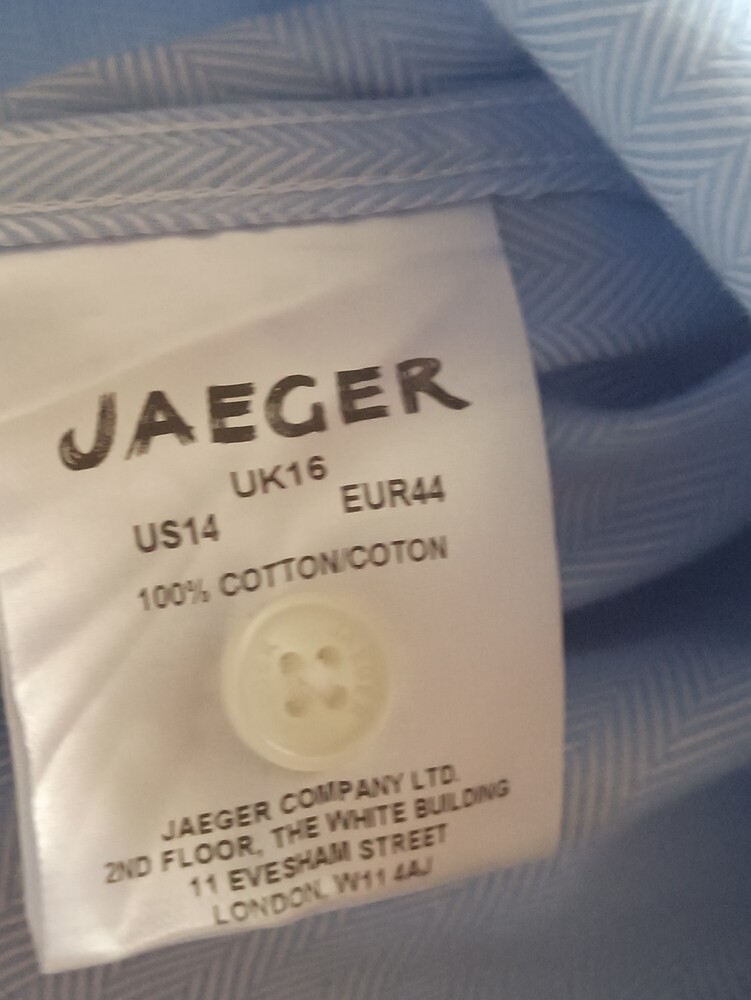 JAEGER
UK16
US14 EUR44
100% COTTON/COTON
JAEGER COMPANY LTD.
2ND FLOOR, THE WHITE BUILDING
11 EVESHAM STREET
LONDON, W11 4AJ